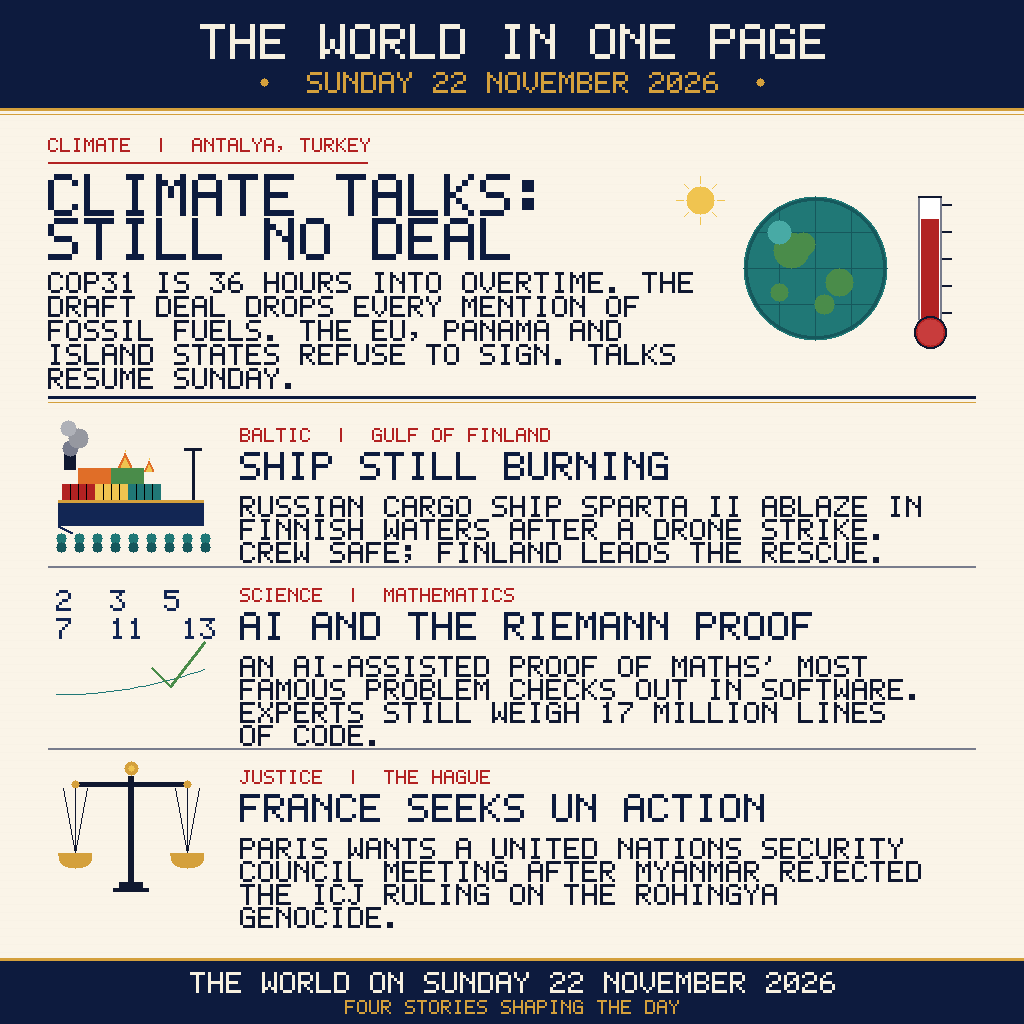 THE WORLD IN ONE PAGE
• SUNDAY 22 NOVEMBER 2026 •
CLIMATE | ANTALYA, TURKEY
CLIMATE TALKS:
STILL NO DEAL
COP31 IS 36 HOURS INTO OVERTIME. THE
DRAFT DEAL DROPS EVERY MENTION OF
FOSSIL FUELS. THE EU, PANAMA AND
ISLAND STATES REFUSE TO SIGN. TALKS
RESUME SUNDAY.
BALTIC | GULF OF FINLAND
SHIP STILL BURNING
RUSSIAN CARGO SHIP SPARTA II ABLAZE IN
FINNISH WATERS AFTER A DRONE STRIKE.
CREW SAFE; FINLAND LEADS THE RESCUE.
2 3 5
7 11 13
SCIENCE | MATHEMATICS
AI AND THE RIEMANN PROOF
AN AI-ASSISTED PROOF OF MATHS' MOST
FAMOUS PROBLEM CHECKS OUT IN SOFTWARE.
EXPERTS STILL WEIGH 17 MILLION LINES
OF CODE.
JUSTICE | THE HAGUE
FRANCE SEEKS UN ACTION
PARIS WANTS A UNITED NATIONS SECURITY
COUNCIL MEETING AFTER MYANMAR REJECTED
THE ICJ RULING ON THE ROHINGYA
GENOCIDE.
THE WORLD ON SUNDAY 22 NOVEMBER 2026
FOUR STORIES SHAPING THE DAY